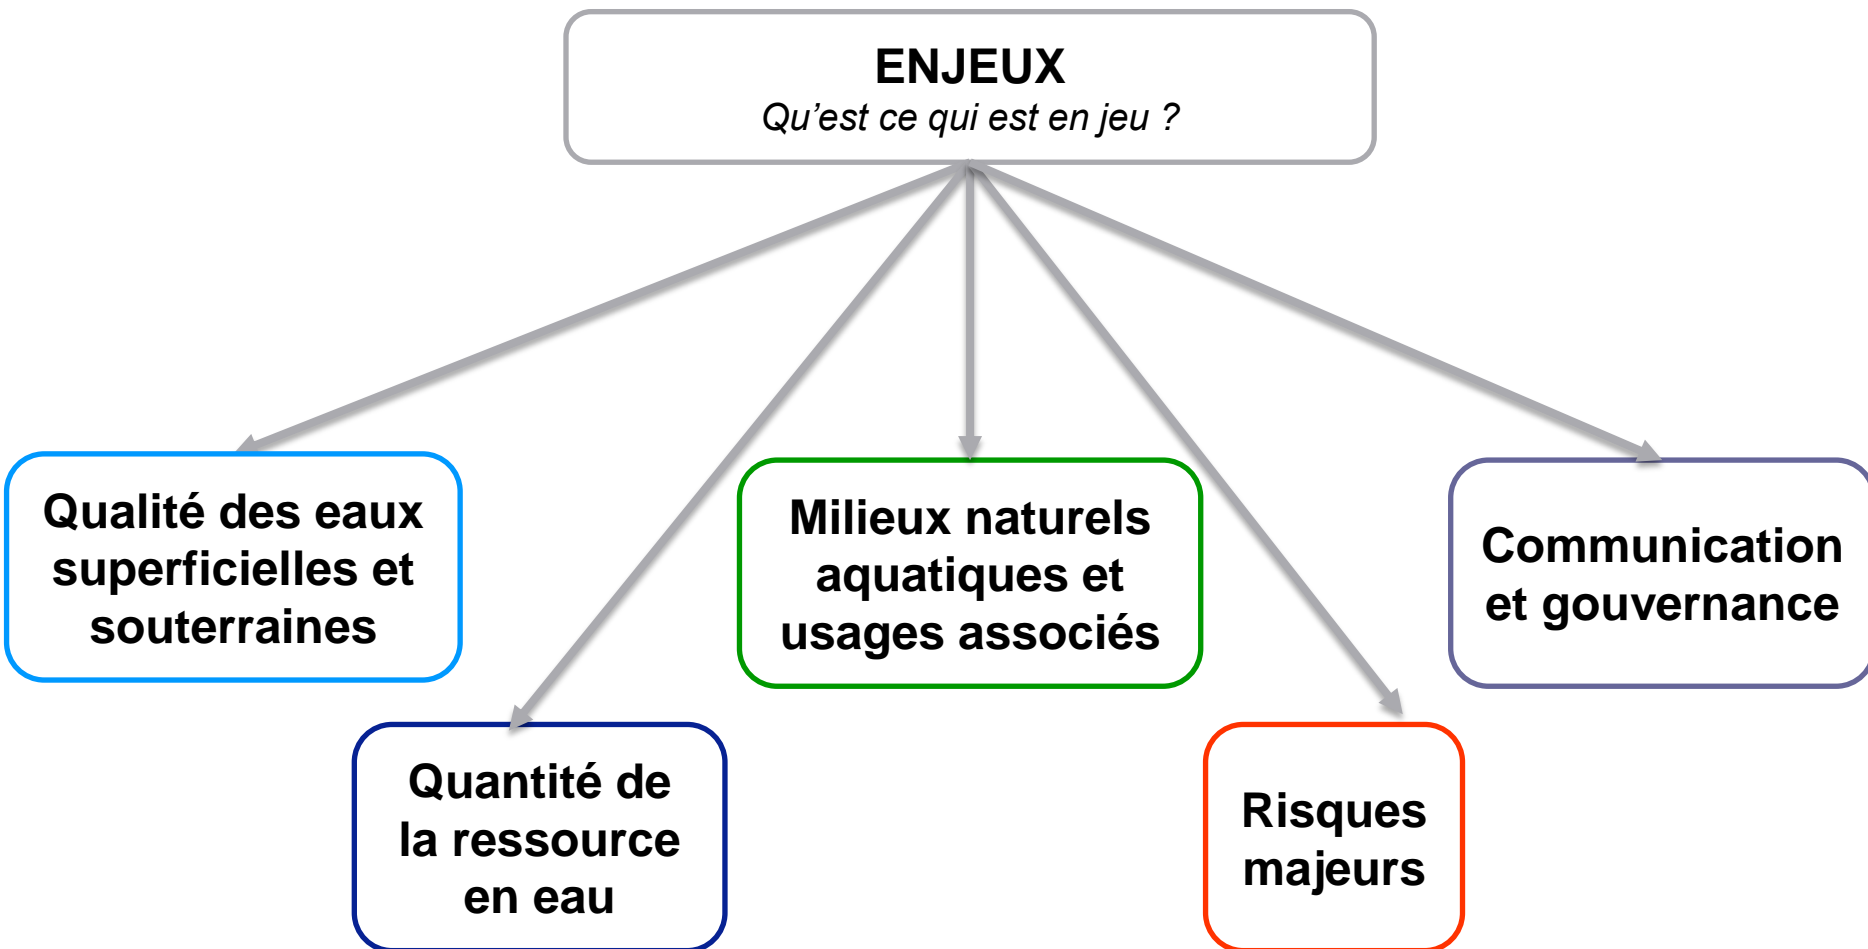 ENJEUX
Qu’est ce qui est en jeu ?
Qualité des eaux
superficielles et
souterraines
Milieux naturels
aquatiques et
usages associés
Communication
et gouvernance
Quantité de
la ressource
en eau
Risques
majeurs